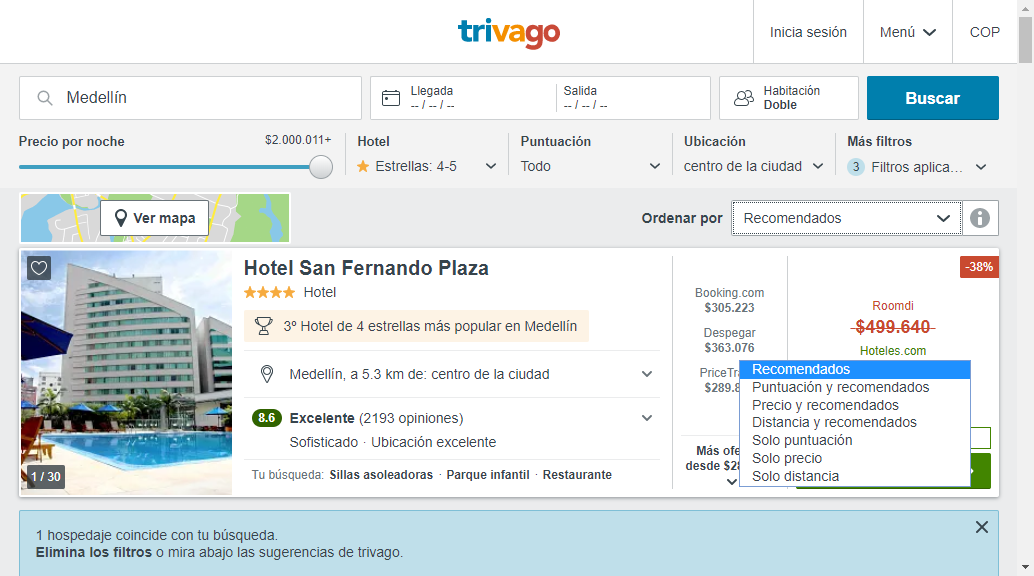 trivago
Inicia sesión
Menú
COP
Medellín
Llegada
-- / -- / --
Salida
-- / -- / --
Habitación
Doble
Buscar
Precio por noche
$2.000.011+
Hotel
Estrellas: 4-5
Puntuación
Todo
Ubicación
centro de la ciudad
Más filtros
3 Filtros aplica...
Ver mapa
Ordenar por
Recomendados
Hotel San Fernando Plaza
Hotel
3º Hotel de 4 estrellas más popular en Medellín
Medellín, a 5.3 km de: centro de la ciudad
8.6 Excelente (2193 opiniones)
Sofisticado · Ubicación excelente
Tu búsqueda: Sillas asoleadoras · Parque infantil · Restaurante
1 / 30
Booking.com
$305.223
Despegar
$363.076
PriceTra
$289.8
Más ofe
desde $28
-38%
Roomdi
$499.640
Hoteles.com
Recomendados
Puntuación y recomendados
Precio y recomendados
Distancia y recomendados
Solo puntuación
Solo precio
Solo distancia
1 hospedaje coincide con tu búsqueda.
Elimina los filtros o mira abajo las sugerencias de trivago.